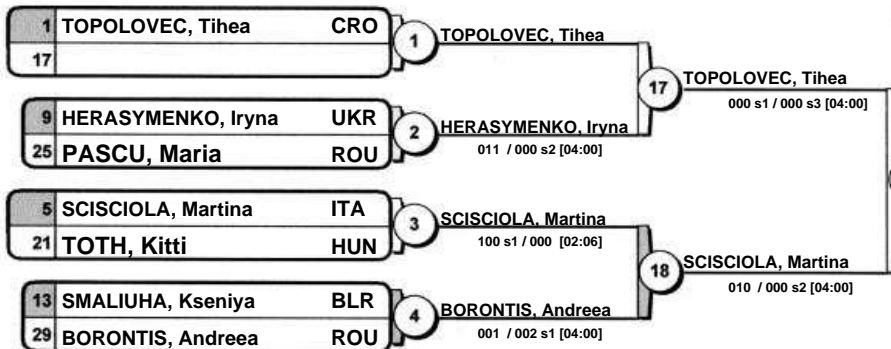 1 TOPOLOVEC, Tihea CRO
17
1
TOPOLOVEC, Tihea
17
TOPOLOVEC, Tihea
000 s1 / 000 s3 [04:00]
9 HERASYMENKO, Iryna UKR
25 PASCU, Maria ROU
2
HERASYMENKO, Iryna
011 / 000 s2 [04:00]
5 SCISCIOLA, Martina ITA
21 TOTH, Kitti HUN
3
SCISCIOLA, Martina
100 s1 / 000 [02:06]
18
SCISCIOLA, Martina
010 / 000 s2 [04:00]
13 SMALIUHA, Kseniya BLR
29 BORONTIS, Andreea ROU
4
BORONTIS, Andreea
001 / 002 s1 [04:00]